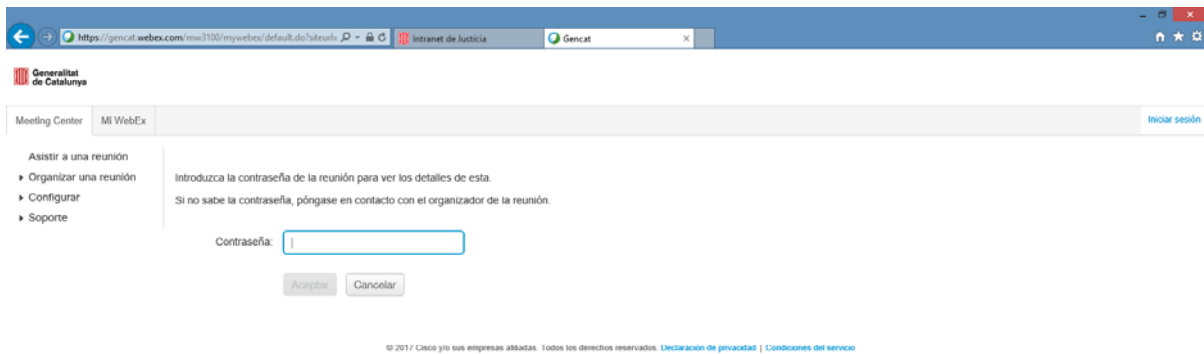 https://gencat.webex.com/mw3100/mywebex/default.do?siteurl=
Intranet de Justícia
Gencat
Generalitat
de Catalunya
Meeting Center
Mi WebEx
Iniciar sesión
Asistir a una reunión
Organizar una reunión
Configurar
Soporte
Introduzca la contraseña de la reunión para ver los detalles de esta.
Si no sabe la contraseña, póngase en contacto con el organizador de la reunión.
Contraseña:
Aceptar
Cancelar
© 2017 Cisco y/o sus empresas afiliadas. Todos los derechos reservados. Declaración de privacidad | Condiciones del servicio